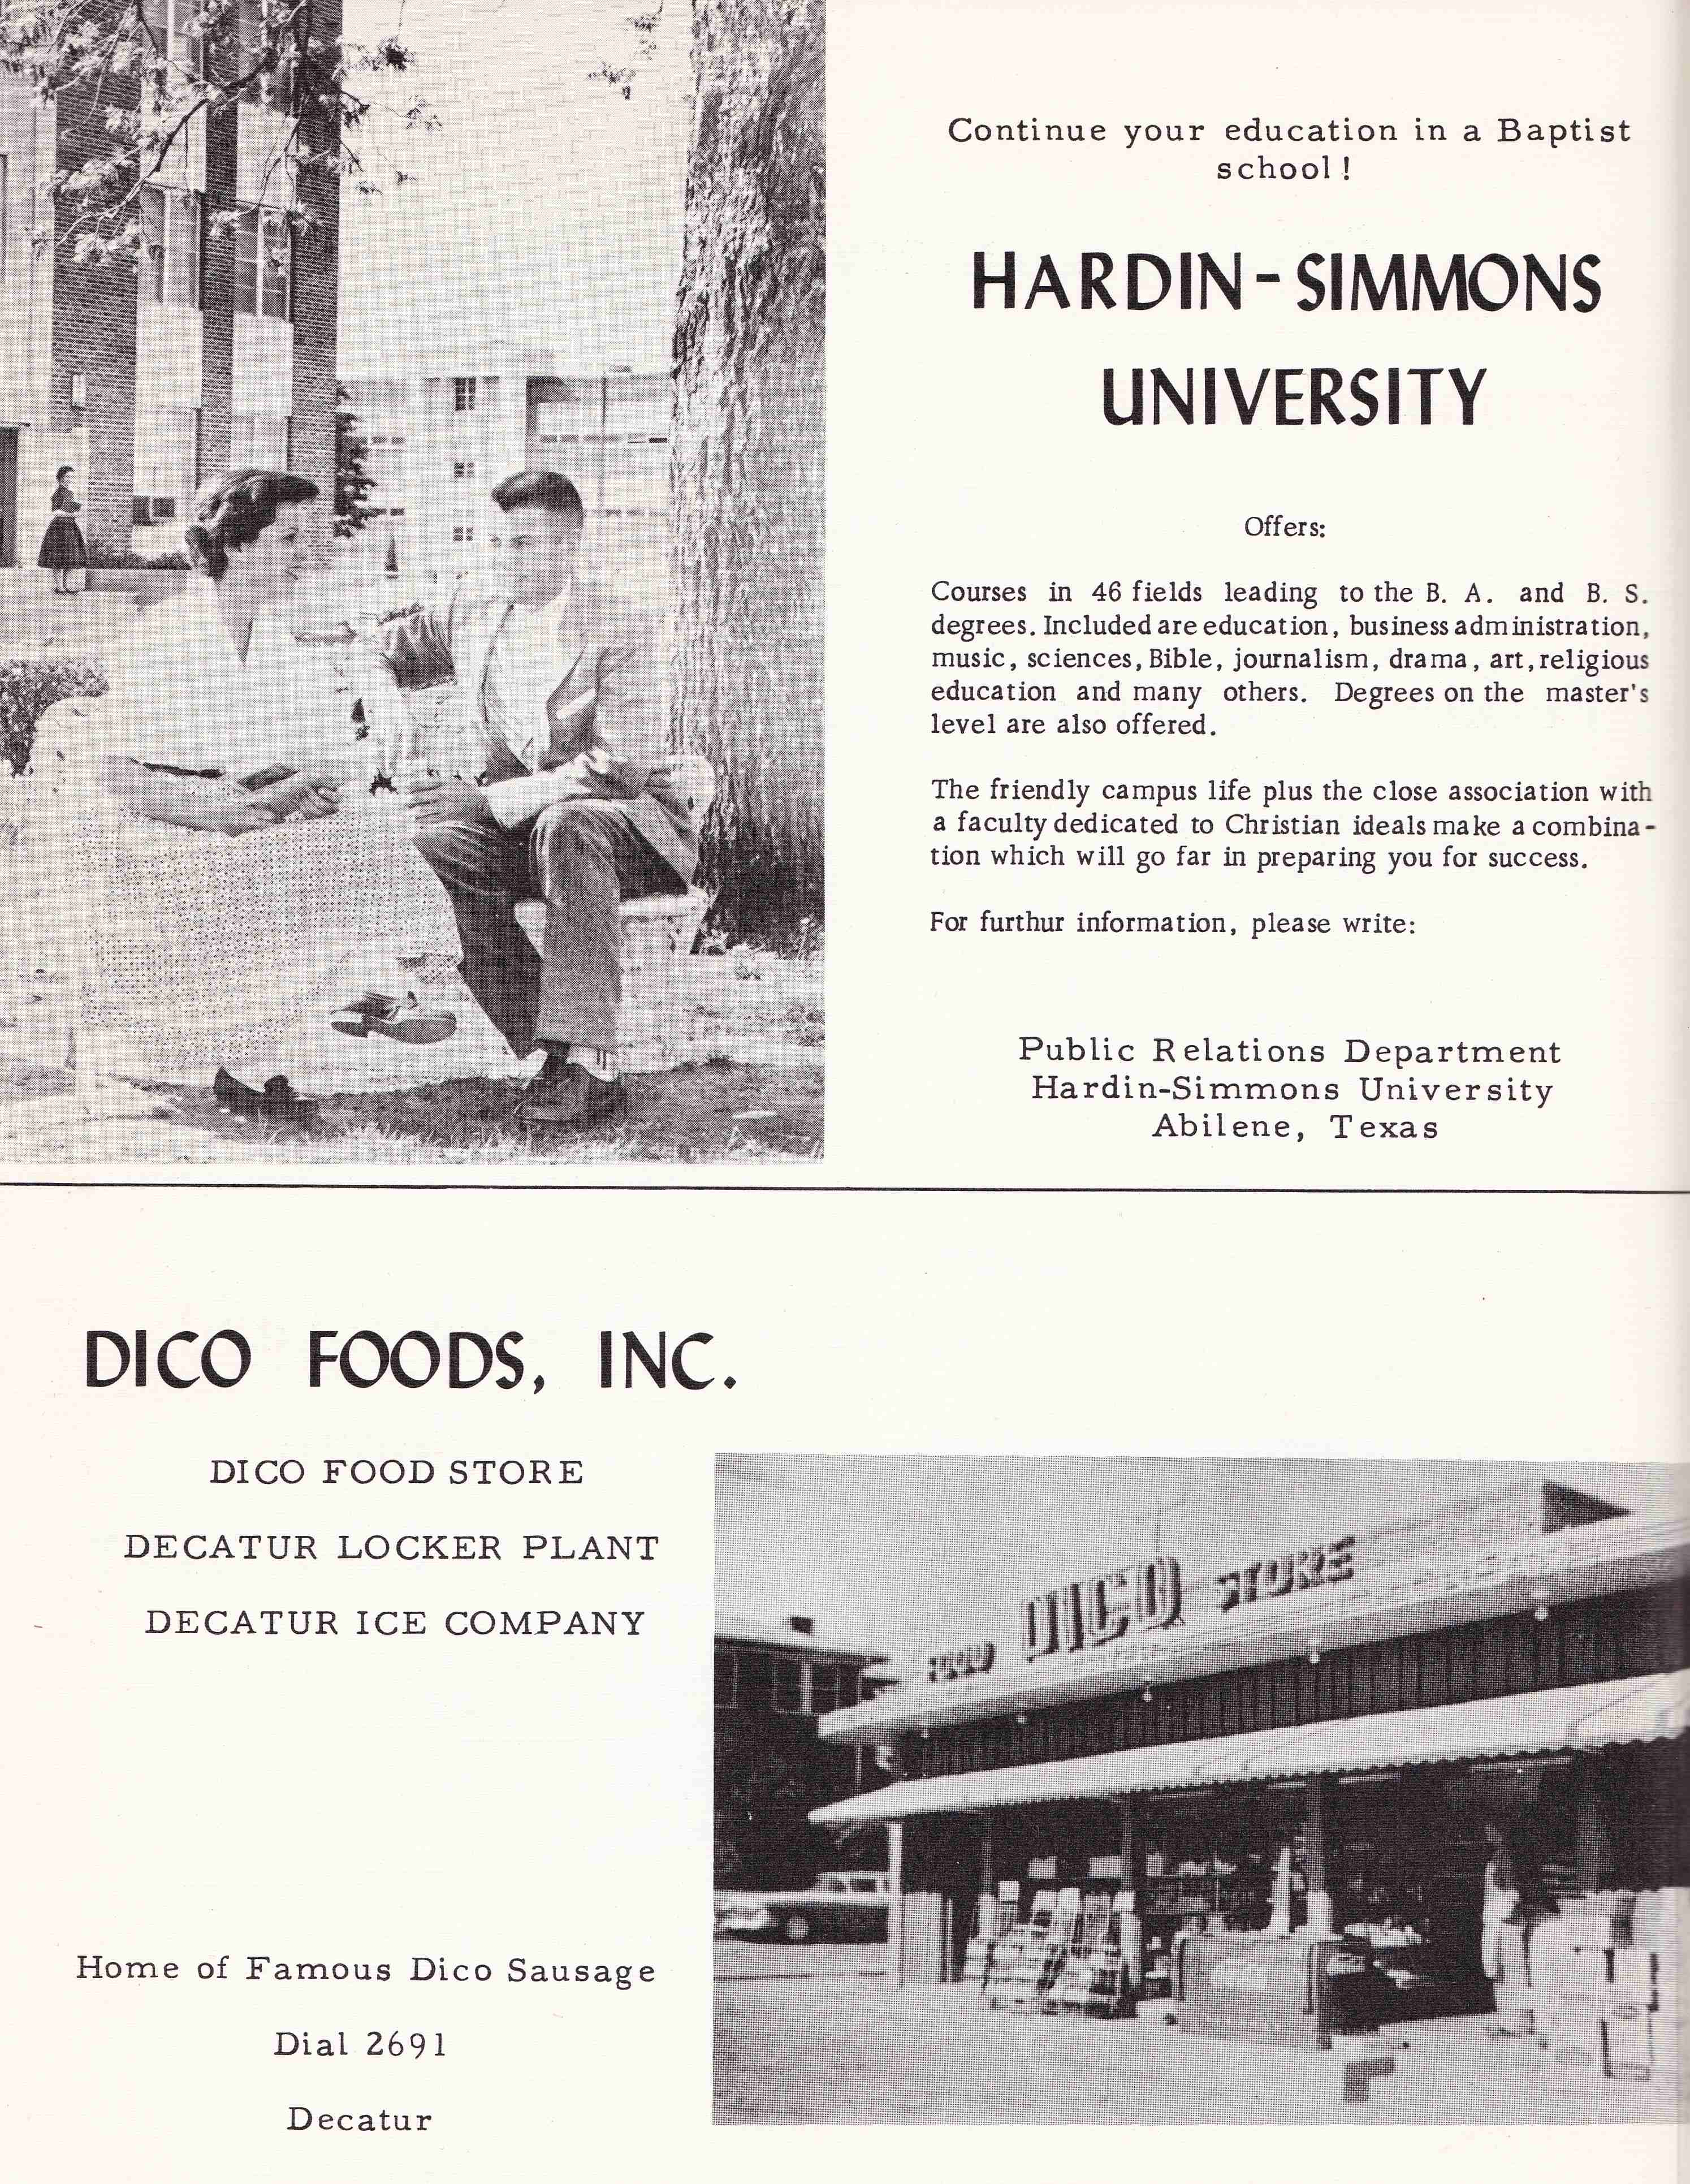 Continue your education in a Baptist
school!
HARDIN-SIMMONS
UNIVERSITY
Offers:
Courses in 46 fields leading to the B. A. and B. S.
degrees. Included are education, business administration,
music, sciences, Bible, journalism, drama, art, religious
education and many others. Degrees on the master's
level are also offered.
The friendly campus life plus the close association with
a faculty dedicated to Christian ideals make a combina-
tion which will go far in preparing you for success.
For furthur information, please write:
Public Relations Department
Hardin-Simmons University
Abilene, Texas
DICO FOODS, INC.
DICO FOOD STORE
DECATUR LOCKER PLANT
DECATUR ICE COMPANY
FOOD DICO STORE
Home of Famous Dico Sausage
Dial 2691
Decatur